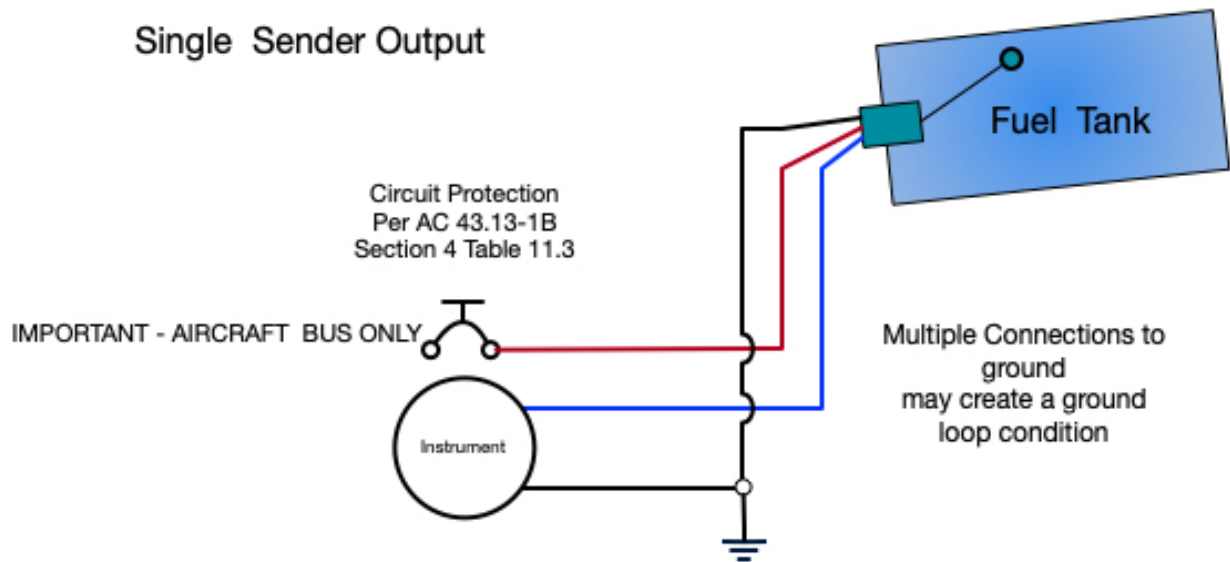 Single Sender Output
Fuel Tank
Circuit Protection
Per AC 43.13-1B
Section 4 Table 11.3
IMPORTANT - AIRCRAFT BUS ONLY
Multiple Connections to
ground
may create a ground
loop condition
Instrument